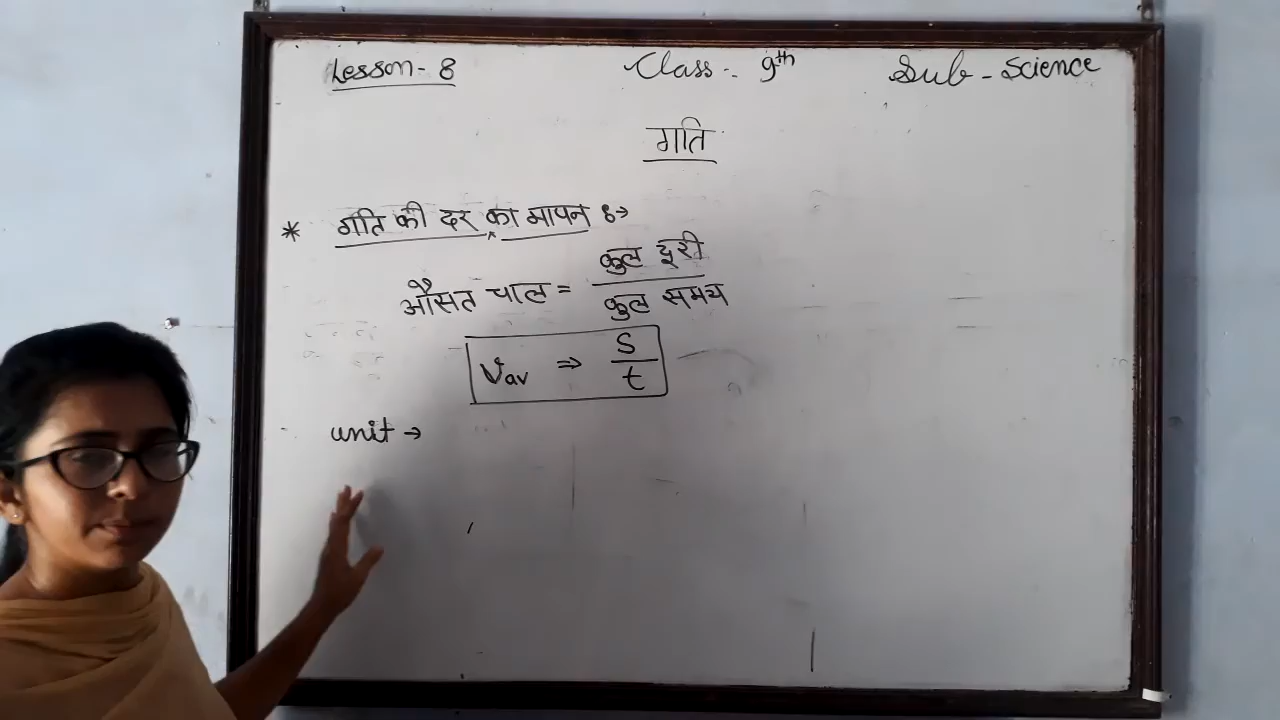 Lesson - 8 Class - 9th Sub - Science
गति
* गति की दर का मापन :→
औसत चाल = कुल दूरी / कुल समय
Vav ⇒ S / t
unit →